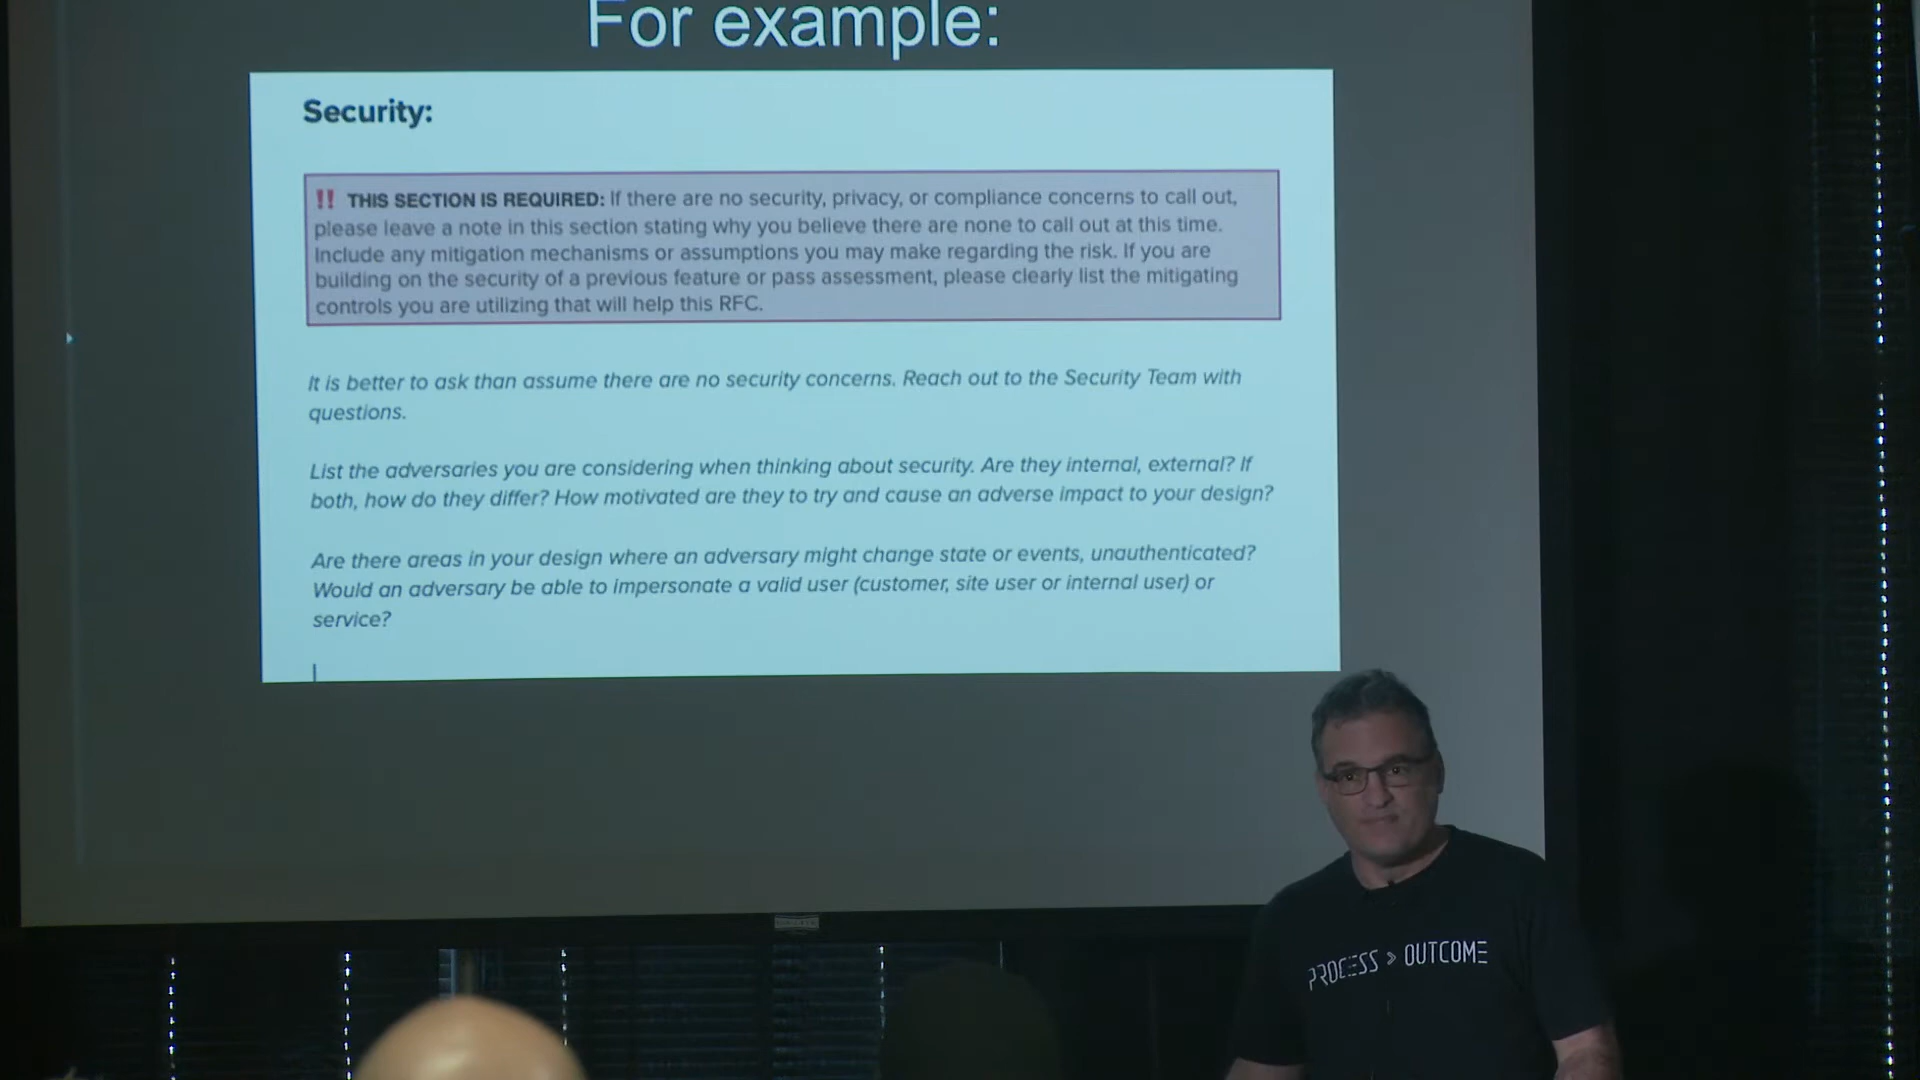 For example:
Security:
‼ THIS SECTION IS REQUIRED: If there are no security, privacy, or compliance concerns to call out,
please leave a note in this section stating why you believe there are none to call out at this time.
Include any mitigation mechanisms or assumptions you may make regarding the risk. If you are
building on the security of a previous feature or pass assessment, please clearly list the mitigating
controls you are utilizing that will help this RFC.
It is better to ask than assume there are no security concerns. Reach out to the Security Team with
questions.
List the adversaries you are considering when thinking about security. Are they internal, external? If
both, how do they differ? How motivated are they to try and cause an adverse impact to your design?
Are there areas in your design where an adversary might change state or events, unauthenticated?
Would an adversary be able to impersonate a valid user (customer, site user or internal user) or
service?
PROCESS > OUTCOME